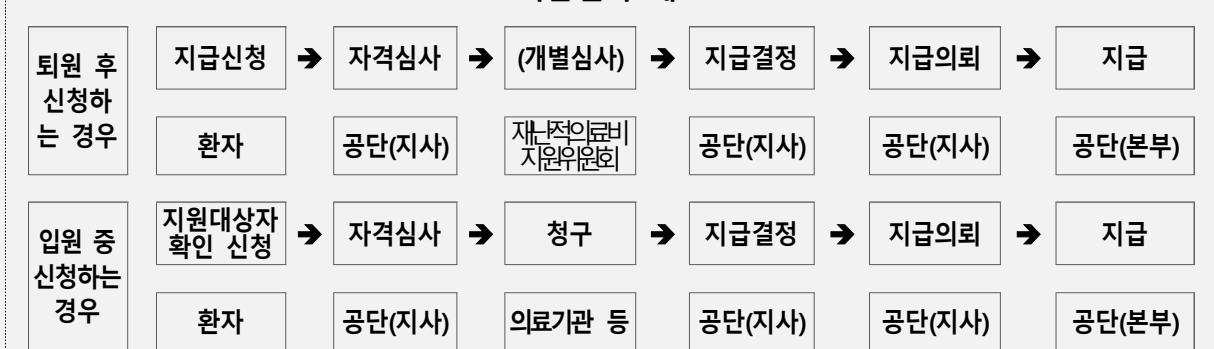 퇴원 후
신청하
는 경우
지급신청 ➔ 자격심사 ➔ (개별심사) ➔ 지급결정 ➔ 지급의뢰 ➔ 지급
환자
공단(지사)
재난적의료비
지원위원회
공단(지사)
공단(지사)
공단(본부)
입원 중
신청하는
경우
지원대상자
확인 신청
➔ 자격심사 ➔ 청구 ➔ 지급결정 ➔ 지급의뢰 ➔ 지급
환자
공단(지사)
의료기관 등
공단(지사)
공단(지사)
공단(본부)